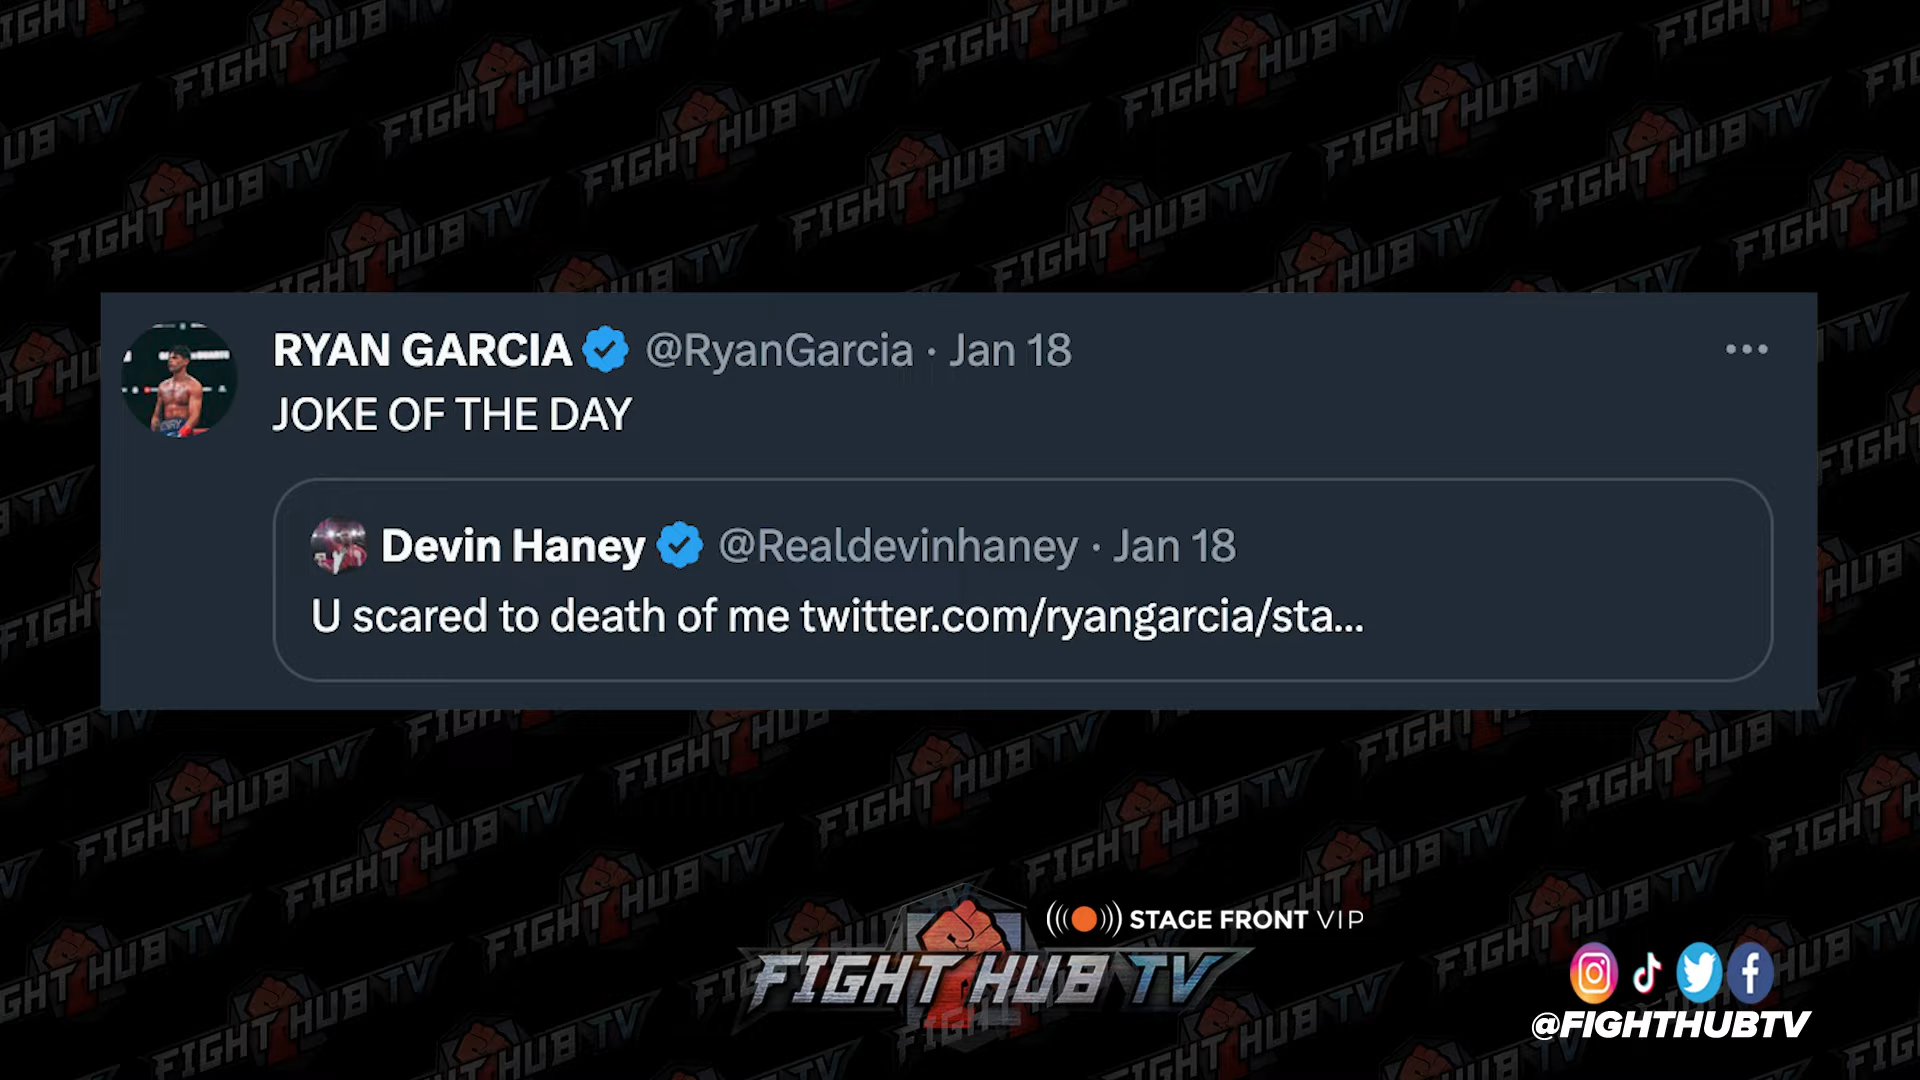 RYAN GARCIA @RyanGarcia · Jan 18
JOKE OF THE DAY
Devin Haney @Realdevinhaney · Jan 18
U scared to death of me twitter.com/ryangarcia/sta...
STAGE FRONT VIP
FIGHT HUB TV
@FIGHTHUBTV